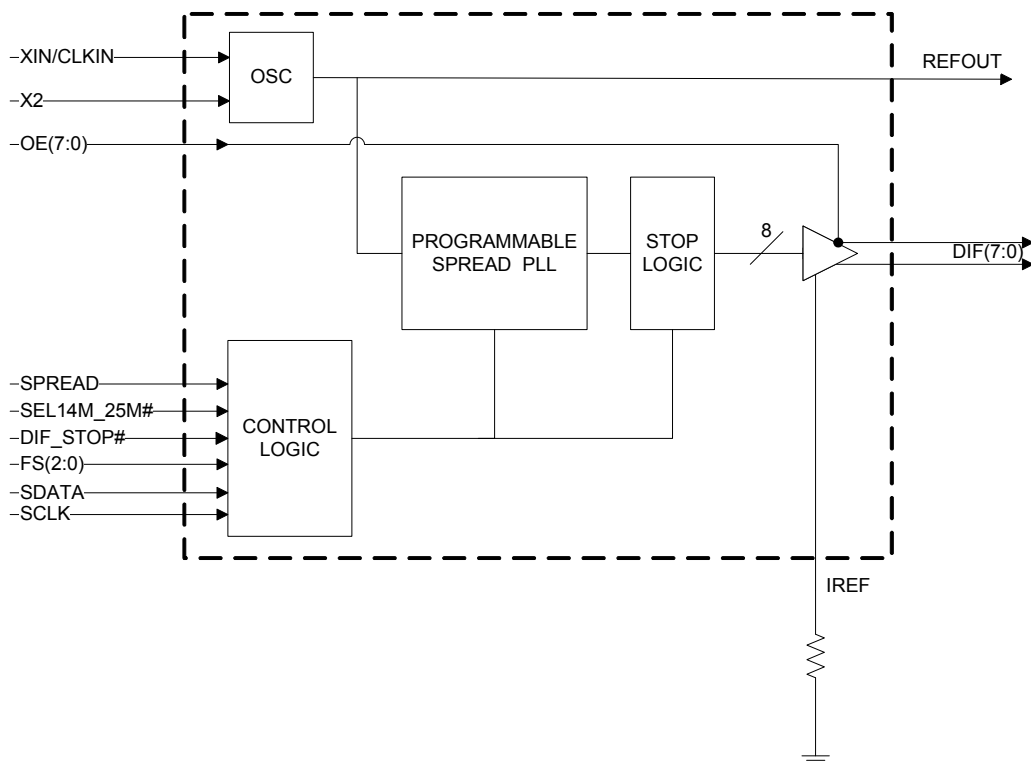 XIN/CLKIN
X2
OE(7:0)
OSC
REFOUT
PROGRAMMABLE
SPREAD PLL
STOP
LOGIC
8
DIF(7:0)
SPREAD
SEL14M_25M#
DIF_STOP#
FS(2:0)
SDATA
SCLK
CONTROL
LOGIC
IREF